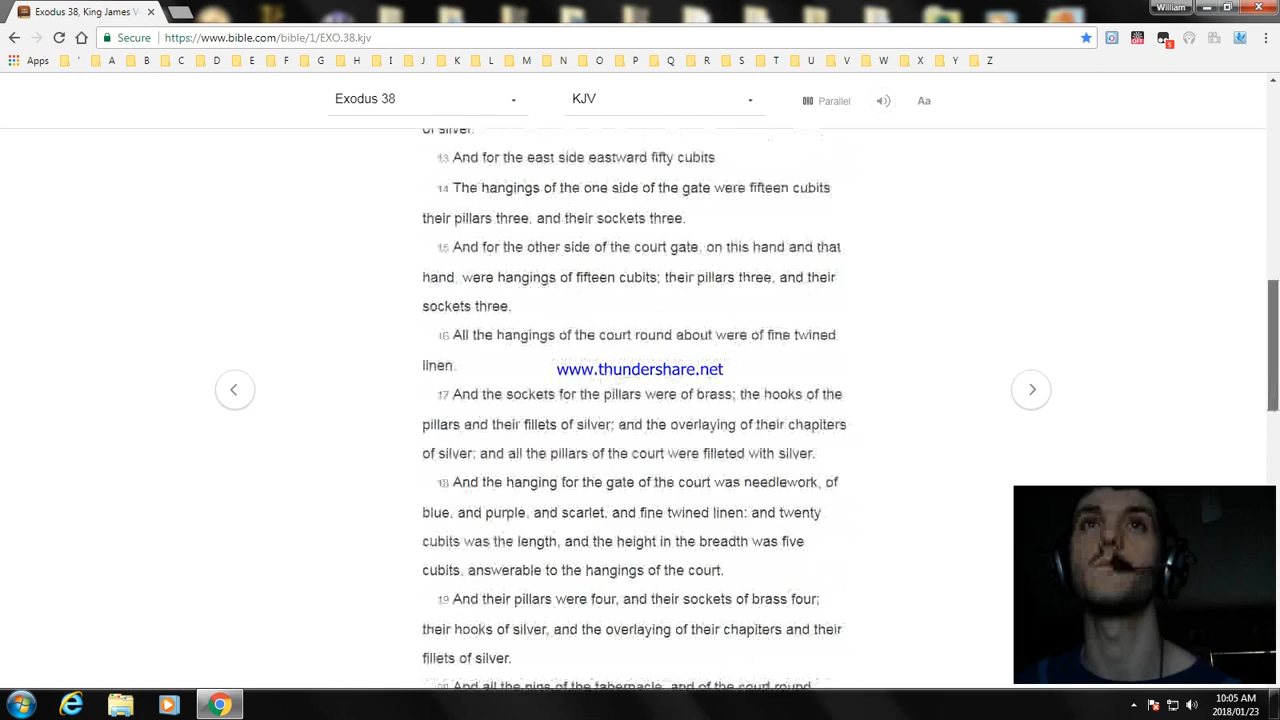 Exodus 38, King James V
William
Secure https://www.bible.com/bible/1/EXO.38.kjv
Apps ' A B C D E F G H I J K L M N O P Q R S T U V W X Y Z
Exodus 38 KJV Parallel Aa
of silver.
13 And for the east side eastward fifty cubits
14 The hangings of the one side of the gate were fifteen cubits
their pillars three, and their sockets three.
15 And for the other side of the court gate, on this hand and that
hand, were hangings of fifteen cubits; their pillars three, and their
sockets three.
16 All the hangings of the court round about were of fine twined
linen.
www.thundershare.net
17 And the sockets for the pillars were of brass; the hooks of the
pillars and their fillets of silver; and the overlaying of their chapiters
of silver; and all the pillars of the court were filleted with silver.
18 And the hanging for the gate of the court was needlework, of
blue, and purple, and scarlet, and fine twined linen: and twenty
cubits was the length, and the height in the breadth was five
cubits, answerable to the hangings of the court.
19 And their pillars were four, and their sockets of brass four;
their hooks of silver, and the overlaying of their chapiters and their
fillets of silver.
20 And all the pins of the tabernacle, and of the court round
10:05 AM
2018/01/23